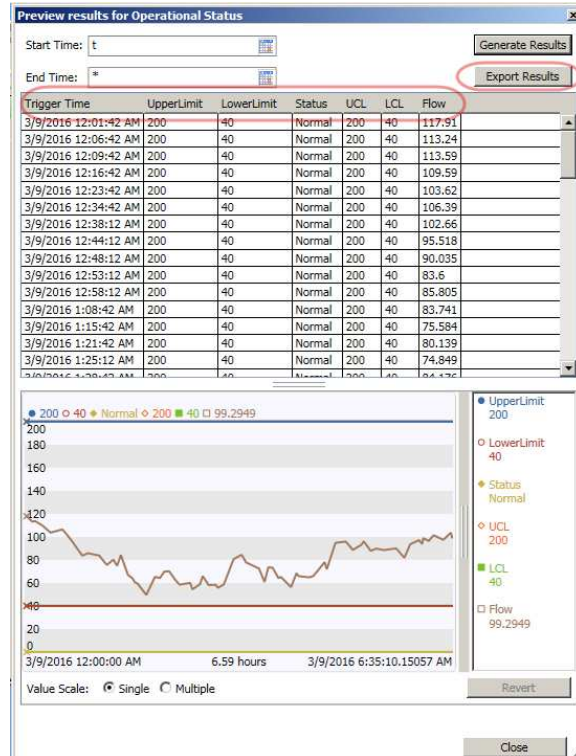 Preview results for Operational Status
Start Time: t
Generate Results
End Time: *
Export Results
Trigger Time UpperLimit LowerLimit Status UCL LCL Flow
3/9/2016 12:01:42 AM 200 40 Normal 200 40 117.91
3/9/2016 12:06:42 AM 200 40 Normal 200 40 113.24
3/9/2016 12:09:42 AM 200 40 Normal 200 40 113.59
3/9/2016 12:16:42 AM 200 40 Normal 200 40 109.59
3/9/2016 12:23:42 AM 200 40 Normal 200 40 103.62
3/9/2016 12:34:42 AM 200 40 Normal 200 40 106.39
3/9/2016 12:38:12 AM 200 40 Normal 200 40 102.66
3/9/2016 12:44:12 AM 200 40 Normal 200 40 95.518
3/9/2016 12:48:12 AM 200 40 Normal 200 40 90.035
3/9/2016 12:53:12 AM 200 40 Normal 200 40 83.6
3/9/2016 12:58:12 AM 200 40 Normal 200 40 85.805
3/9/2016 1:08:42 AM 200 40 Normal 200 40 83.741
3/9/2016 1:15:42 AM 200 40 Normal 200 40 75.584
3/9/2016 1:21:42 AM 200 40 Normal 200 40 80.139
3/9/2016 1:25:12 AM 200 40 Normal 200 40 74.849
200 40 Normal 200 40 99.2949
200
180
160
140
120
100
80
60
40
20
0
3/9/2016 12:00:00 AM 6.59 hours 3/9/2016 6:35:10.15057 AM
UpperLimit
200
LowerLimit
40
Status
Normal
UCL
200
LCL
40
Flow
99.2949
Value Scale: Single Multiple
Revert
Close